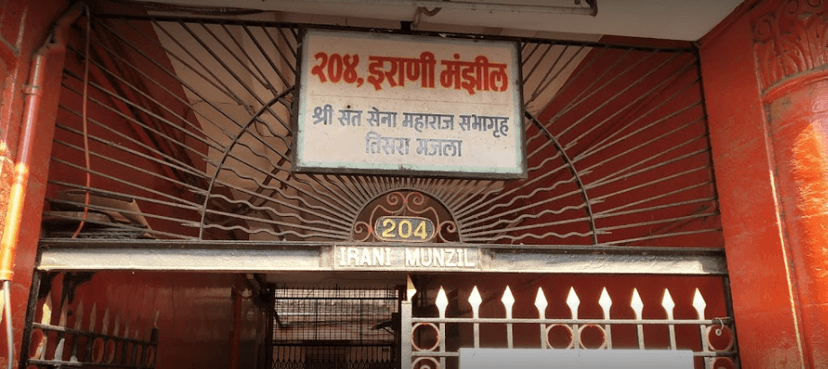 २०४, इराणी मंझील
श्री संत सेना महाराज सभागृह
तिसरा मजला
204
IRANI MUNZIL